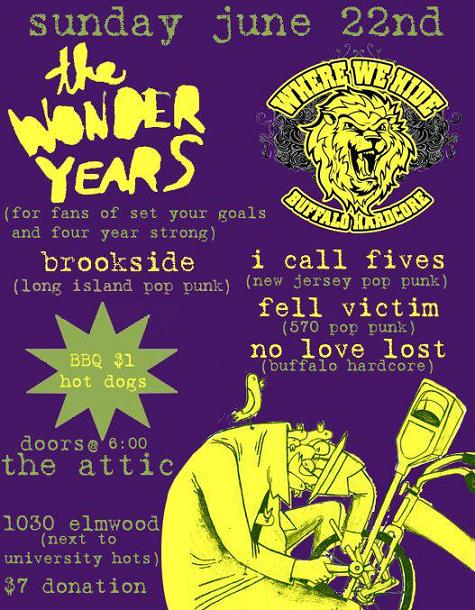 sunday june 22nd
the
WONDER
YEARS
(for fans of set your goals
and four year strong)
WHERE WE HIDE
BUFFALO HARDCORE
brookside
(long island pop punk)
i call fives
(new jersey pop punk)
fell victim
(570 pop punk)
no love lost
(buffalo hardcore)
BBQ $1
hot dogs
doors@ 6:00
the attic
1030 elmwood
(next to
university hots)
$7 donation